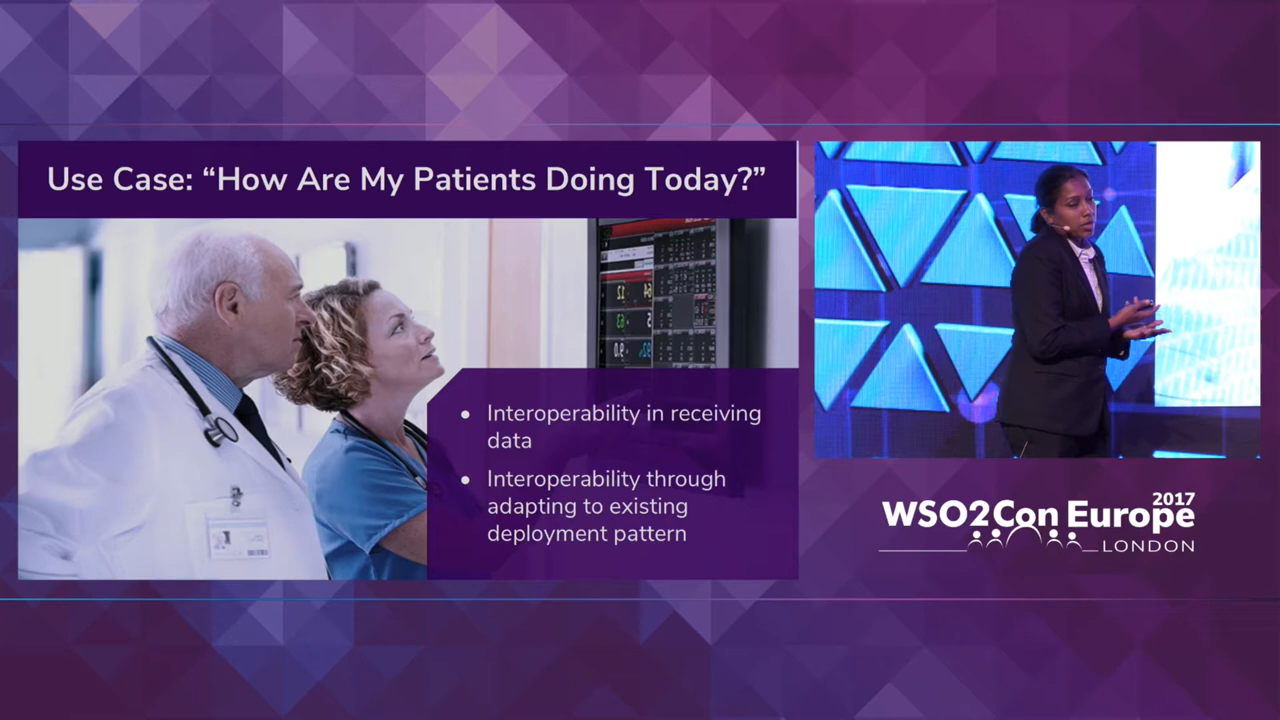 Use Case: “How Are My Patients Doing Today?”
• Interoperability in receiving
data
• Interoperability through
adapting to existing
deployment pattern
2017
WSO2Con Europe
LONDON